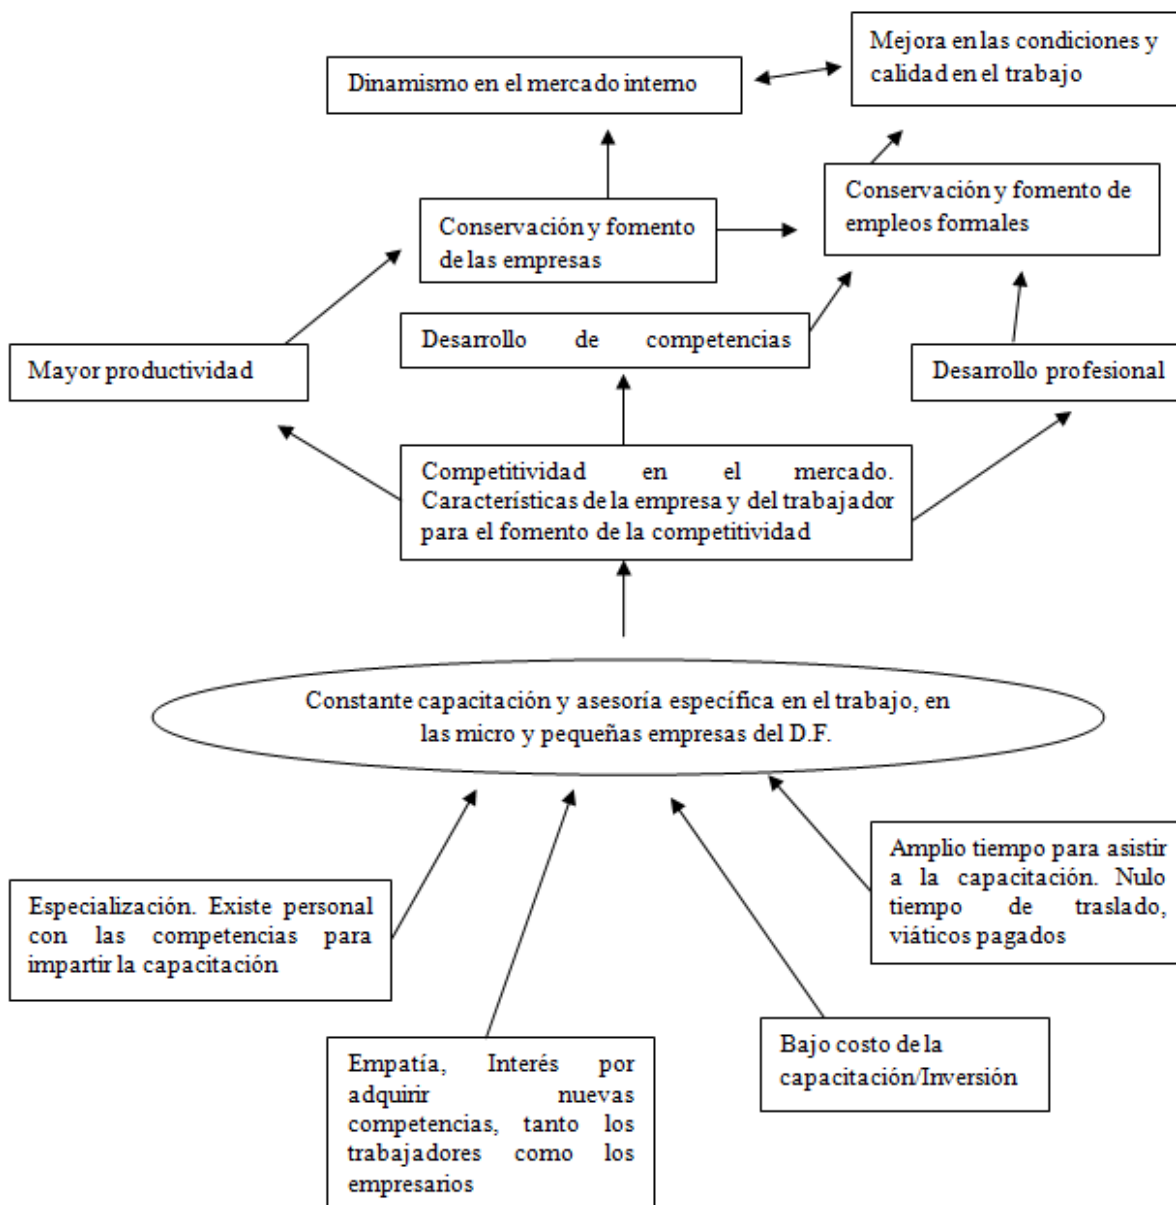 Mejora en las condiciones y
calidad en el trabajo
Dinamismo en el mercado interno
Conservación y fomento de
empleos formales
Conservación y fomento
de las empresas
Desarrollo de competencias
Mayor productividad
Desarrollo profesional
Competitividad en el mercado.
Características de la empresa y del trabajador
para el fomento de la competitividad
Constante capacitación y asesoría específica en el trabajo, en
las micro y pequeñas empresas del D.F.
Amplio tiempo para asistir
a la capacitación. Nulo
tiempo de traslado,
viáticos pagados
Especialización. Existe personal
con las competencias para
impartir la capacitación
Bajo costo de la
capacitación/Inversión
Empatía, Interés por
adquirir nuevas
competencias, tanto los
trabajadores como los
empresarios